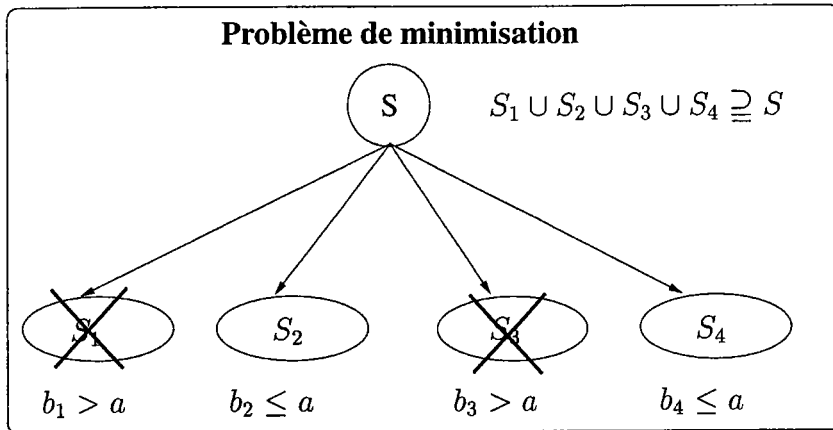 Problème de minimisation
S
S₁ ∪ S₂ ∪ S₃ ∪ S₄ ⫆ S
S₁ S₂ S₃ S₄
b₁ > a b₂ ≤ a b₃ > a b₄ ≤ a